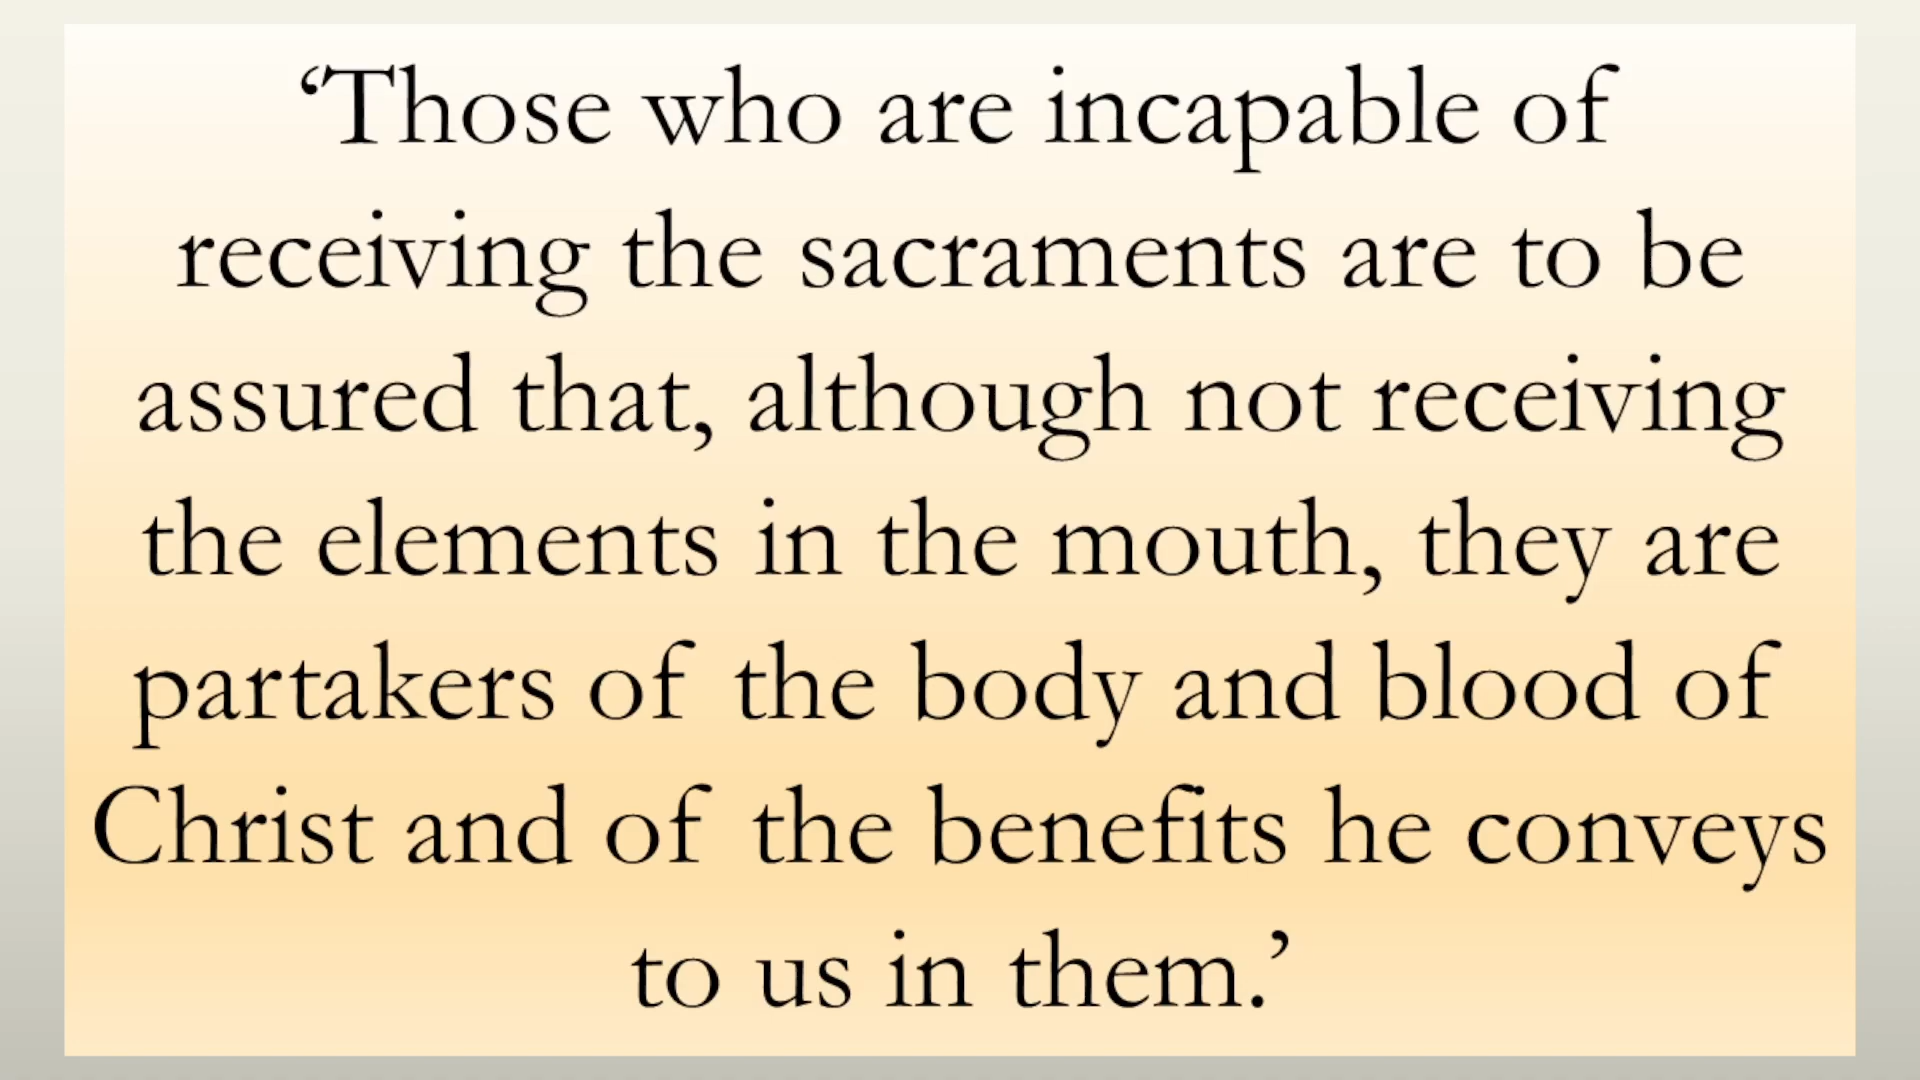 ‘Those who are incapable of
receiving the sacraments are to be
assured that, although not receiving
the elements in the mouth, they are
partakers of the body and blood of
Christ and of the benefits he conveys
to us in them.’